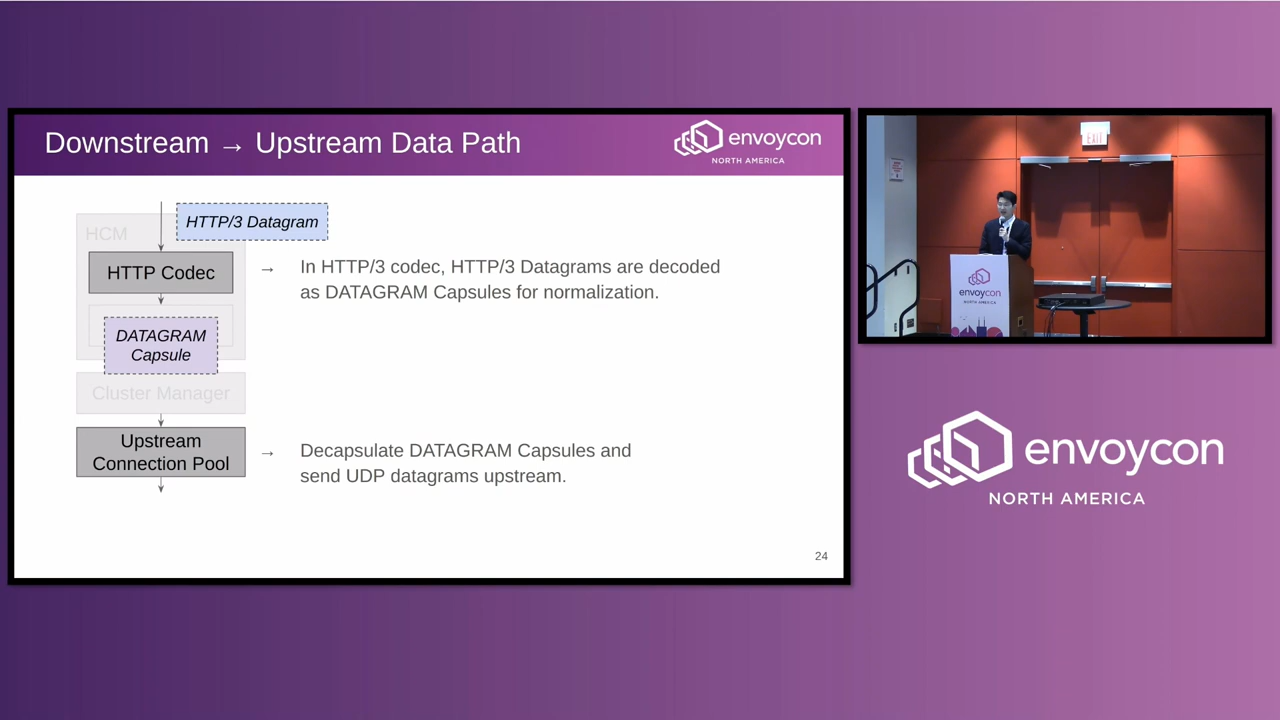 Downstream → Upstream Data Path
envoycon
NORTH AMERICA
HCM
HTTP/3 Datagram
HTTP Codec
→ In HTTP/3 codec, HTTP/3 Datagrams are decoded
as DATAGRAM Capsules for normalization.
DATAGRAM
Capsule
Cluster Manager
Upstream
Connection Pool
→ Decapsulate DATAGRAM Capsules and
send UDP datagrams upstream.
24
EXIT
envoycon
NORTH AMERICA
envoycon
NORTH AMERICA